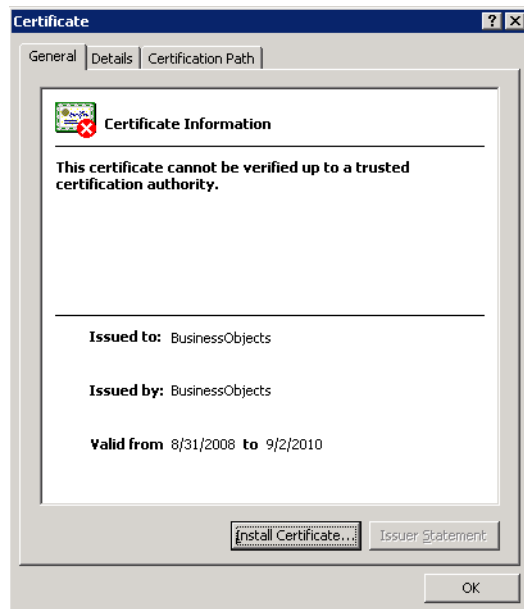 Certificate
General Details Certification Path
Certificate Information
This certificate cannot be verified up to a trusted
certification authority.
Issued to: BusinessObjects
Issued by: BusinessObjects
Valid from 8/31/2008 to 9/2/2010
Install Certificate... Issuer Statement
OK